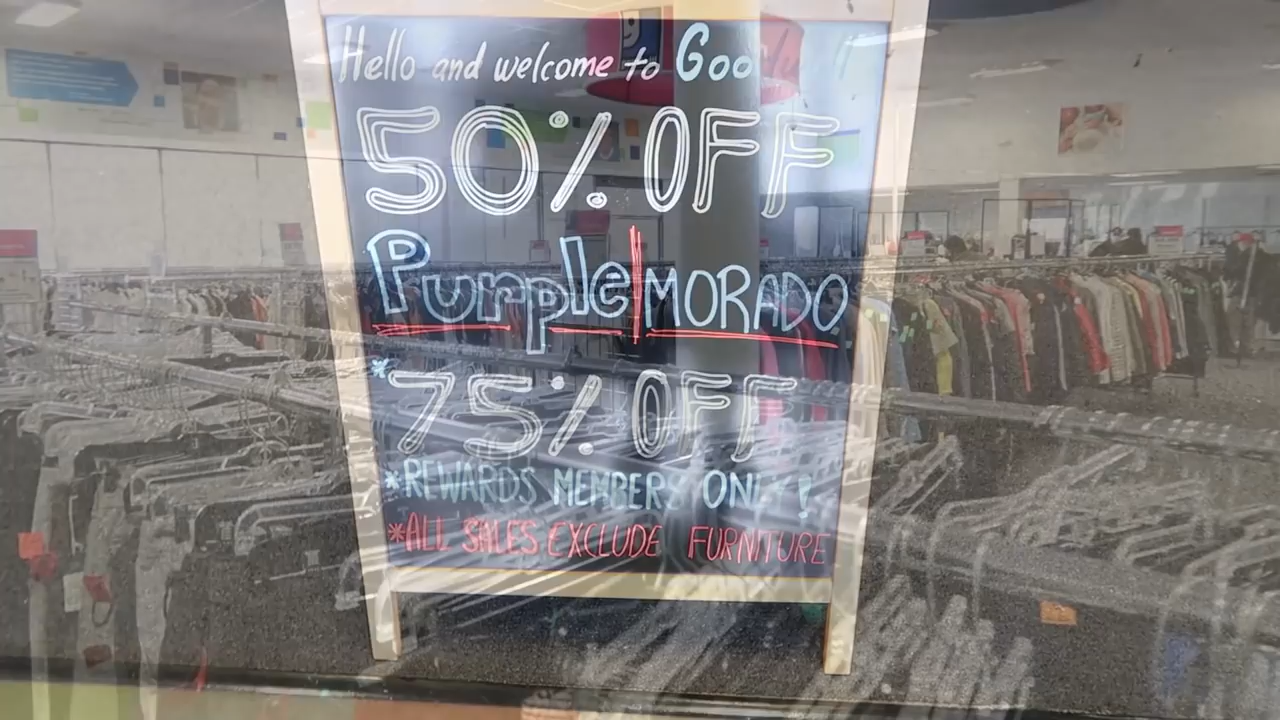 Hello and welcome to Goo
50% OFF
Purple | MORADO
*75% OFF
*REWARDS MEMBERS ONLY!
*ALL SALES EXCLUDE FURNITURE